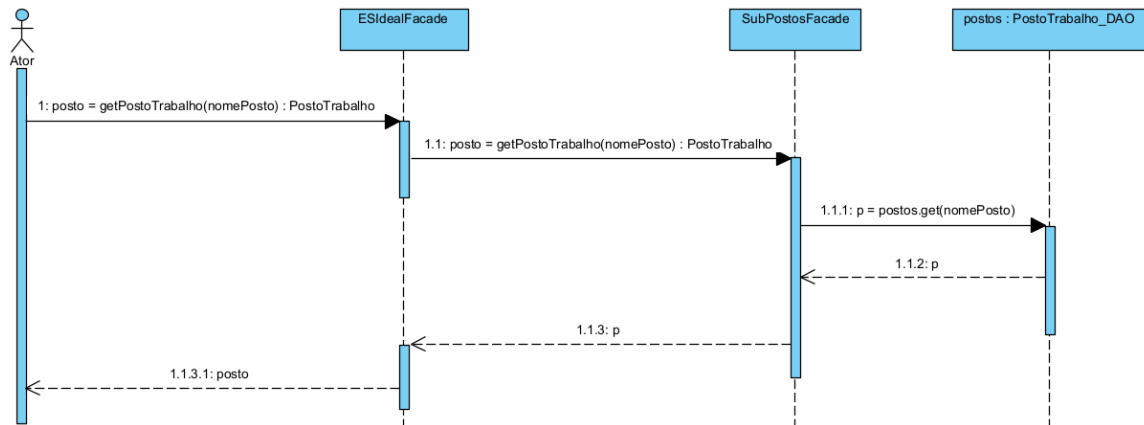 ESIdealFacade
SubPostosFacade
postos : PostoTrabalho_DAO
Ator
1: posto = getPostoTrabalho(nomePosto) : PostoTrabalho
1.1: posto = getPostoTrabalho(nomePosto) : PostoTrabalho
1.1.1: p = postos.get(nomePosto)
1.1.2: p
1.1.3: p
1.1.3.1: posto